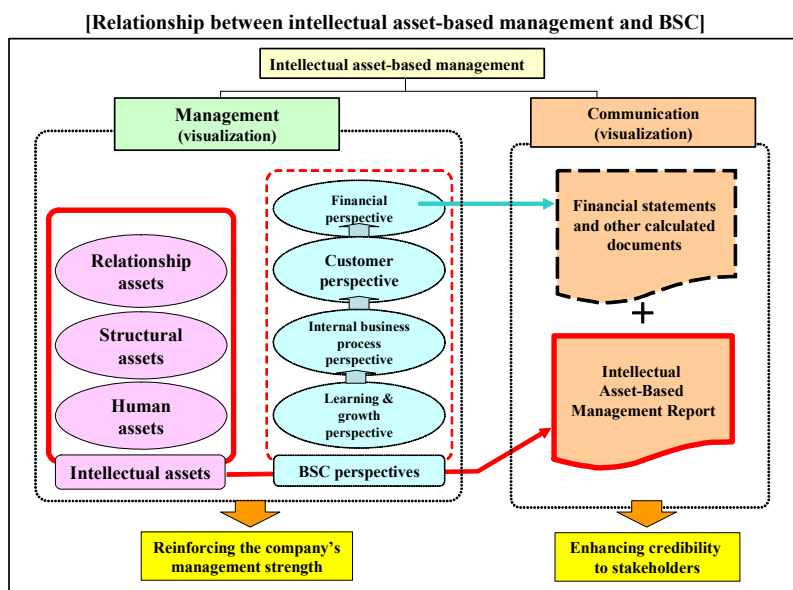 [Relationship between intellectual asset-based management and BSC]
Intellectual asset-based management
Management
(visualization)
Communication
(visualization)
Relationship
assets
Structural
assets
Human
assets
Intellectual assets
Financial
perspective
Customer
perspective
Internal business
process
perspective
Learning &
growth
perspective
BSC perspectives
Financial statements
and other calculated
documents
+
Intellectual
Asset-Based
Management Report
Reinforcing the company's
management strength
Enhancing credibility
to stakeholders